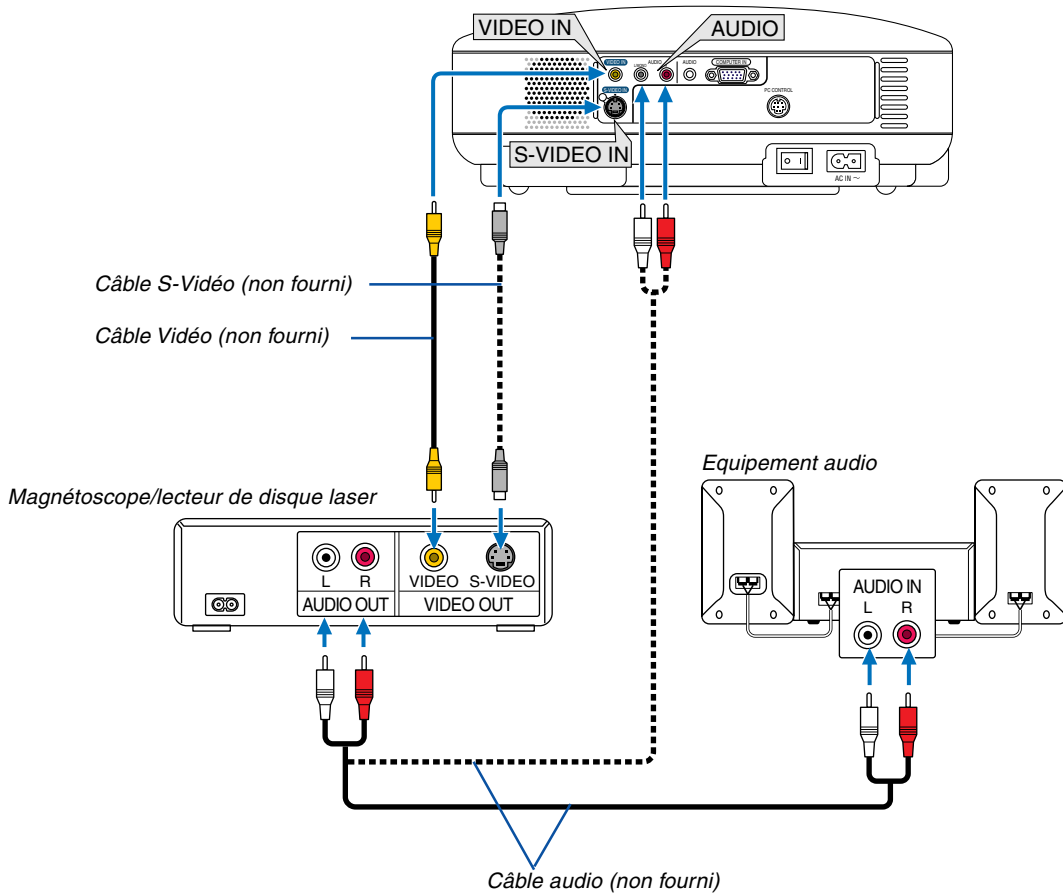 VIDEO IN
AUDIO
VIDEO IN
L/MONO
AUDIO
AUDIO
COMPUTER IN
S-VIDEO IN
PC CONTROL
S-VIDEO IN
AC IN ~
Câble S-Vidéo (non fourni)
Câble Vidéo (non fourni)
Equipement audio
Magnétoscope/lecteur de disque laser
L R VIDEO S-VIDEO
AUDIO OUT VIDEO OUT
AUDIO IN
L R
Câble audio (non fourni)